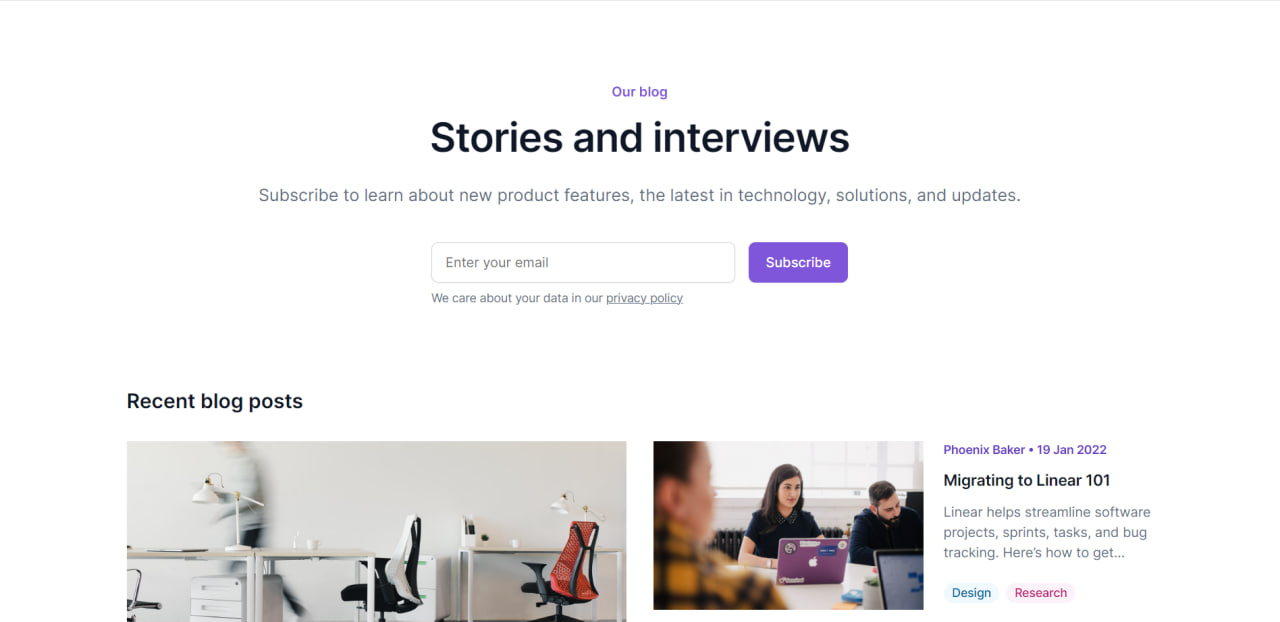 Our blog
Stories and interviews
Subscribe to learn about new product features, the latest in technology, solutions, and updates.
Enter your email
Subscribe
We care about your data in our privacy policy
Recent blog posts
Phoenix Baker • 19 Jan 2022
Migrating to Linear 101
Linear helps streamline software
projects, sprints, tasks, and bug
tracking. Here’s how to get...
Design
Research